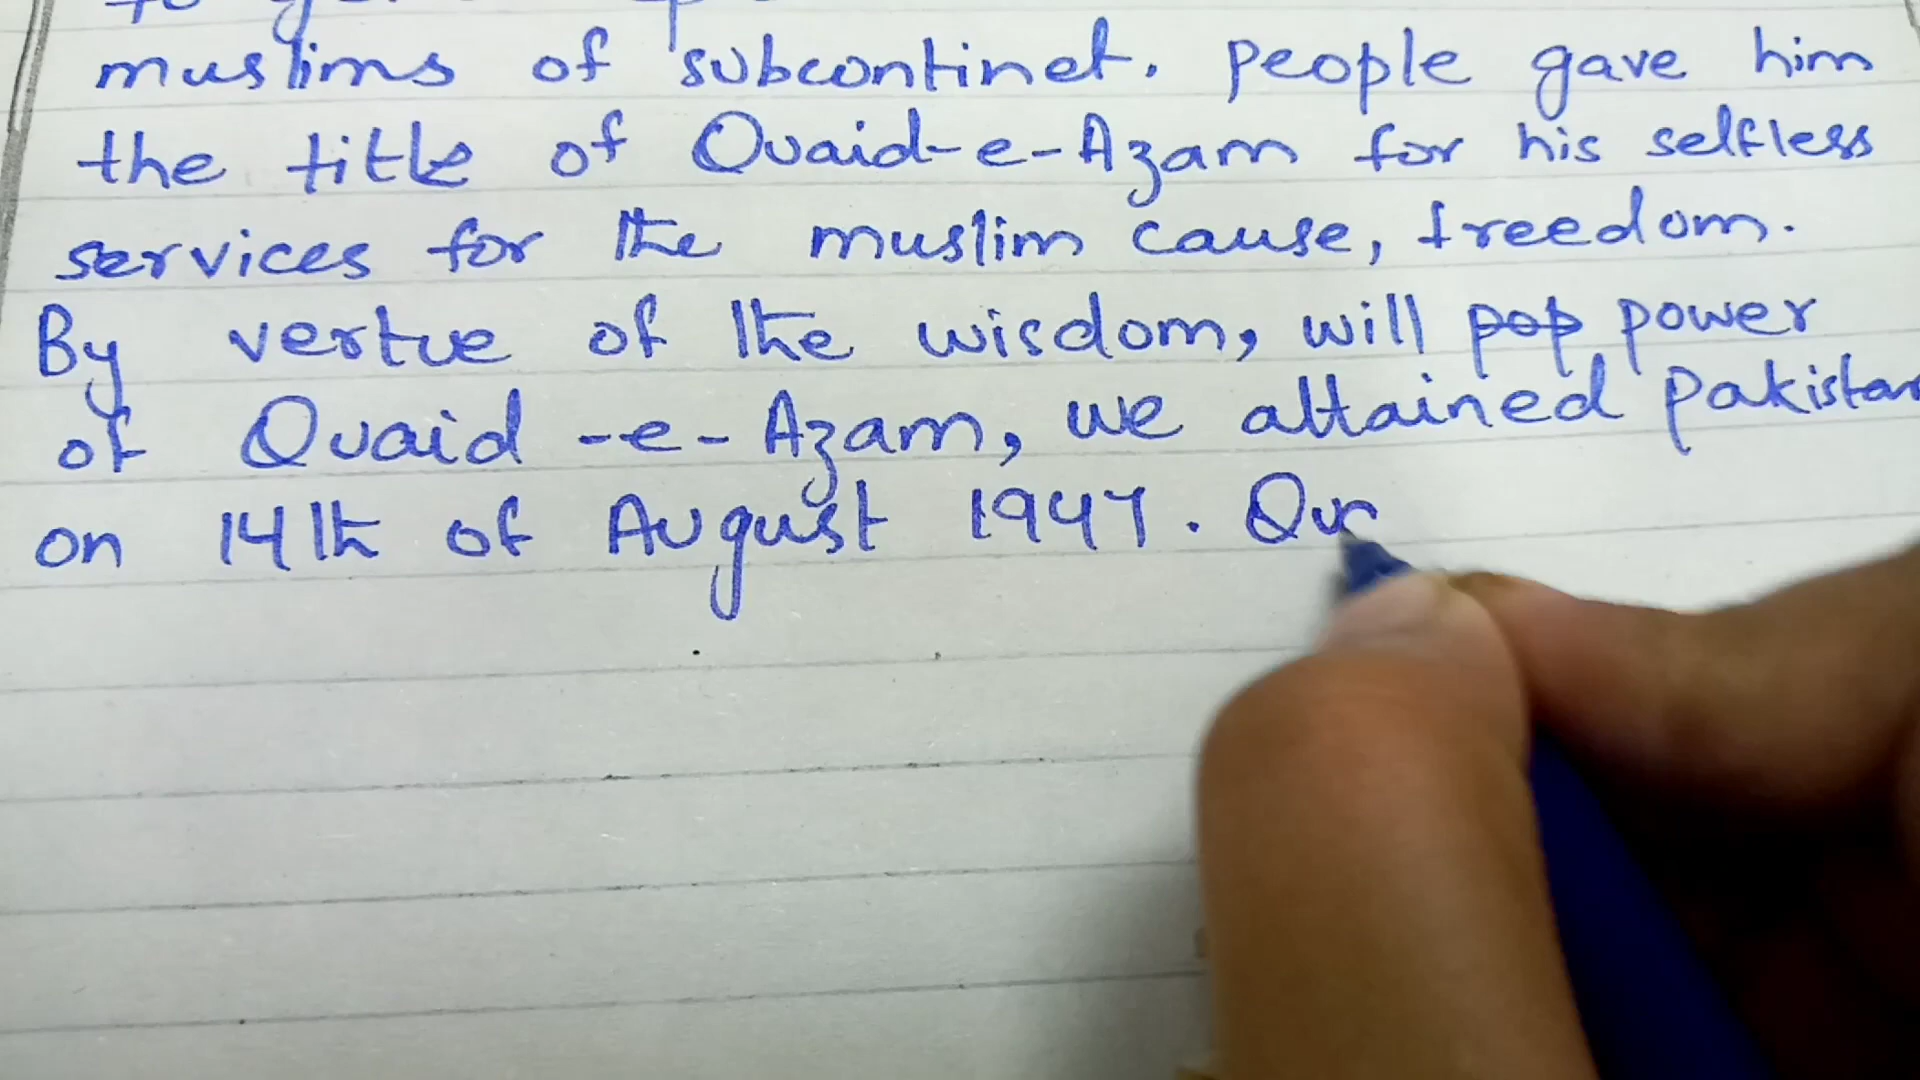 muslims of subcontinet. people gave him
the title of Quaid-e-Azam for his selfless
services for the muslim cause, freedom.
By vertue of the wisdom, will pop power
of Quaid-e-Azam, we attained pakistan
on 14th of August 1947. Qua